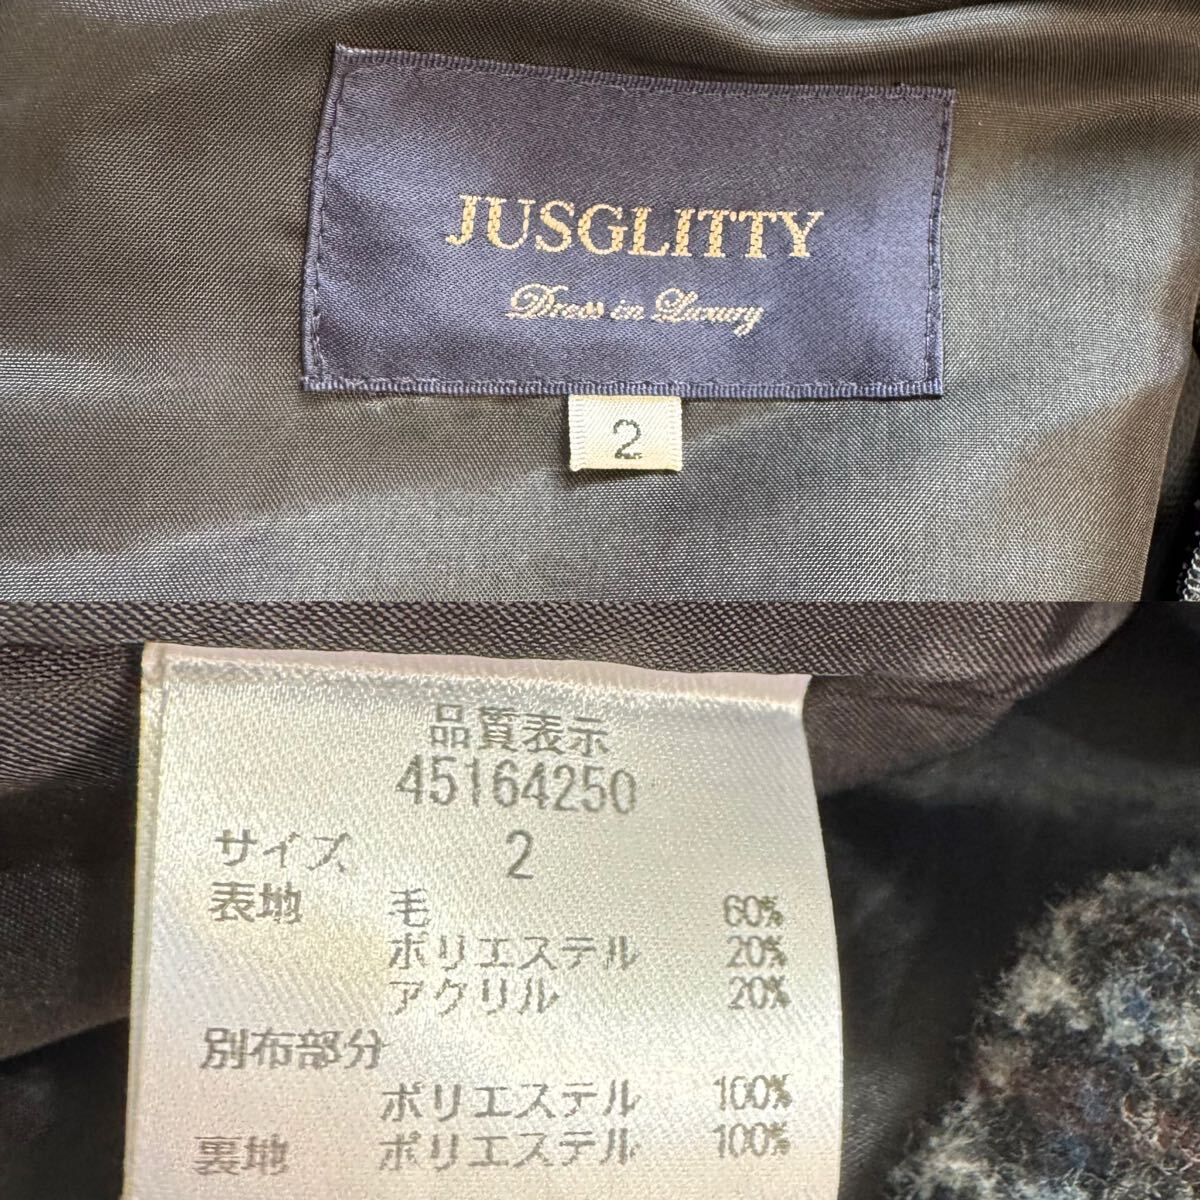 JUSGLITTY
Dress in Luxury
2
品質表示
45164250
サイズ 2
表地 毛 60%
ポリエステル 20%
アクリル 20%
別布部分
ポリエステル 100%
裏地 ポリエステル 100%